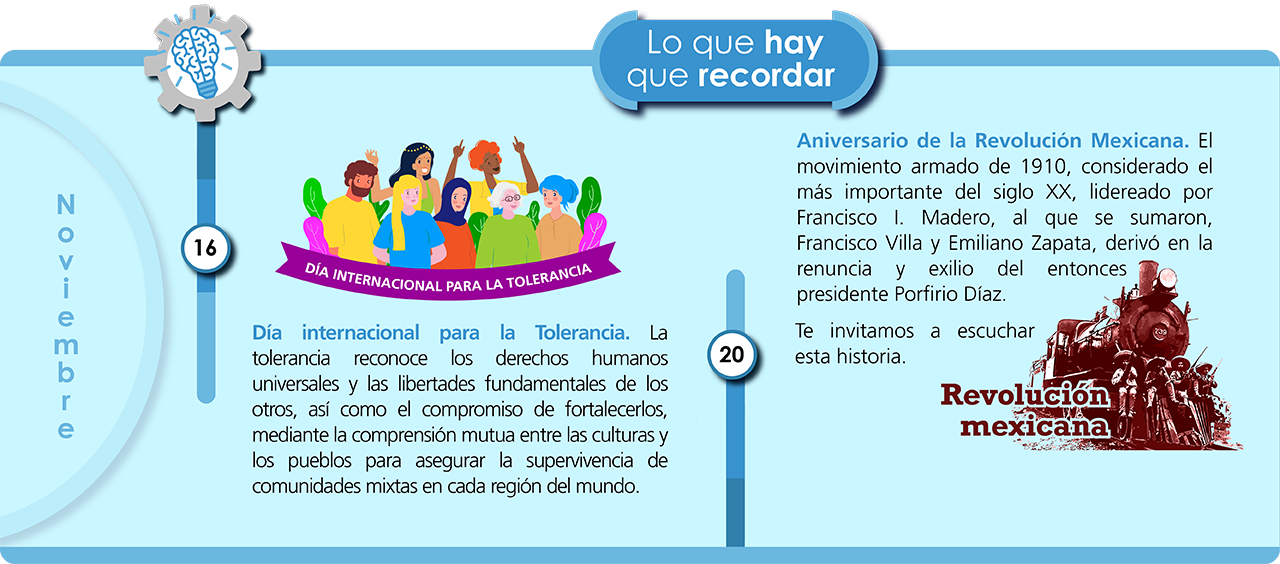 Lo que hay
que recordar
Noviembre
16
DÍA INTERNACIONAL PARA LA TOLERANCIA
Día internacional para la Tolerancia. La
tolerancia reconoce los derechos humanos
universales y las libertades fundamentales de los
otros, así como el compromiso de fortalecerlos,
mediante la comprensión mutua entre las culturas y
los pueblos para asegurar la supervivencia de
comunidades mixtas en cada región del mundo.
20
Aniversario de la Revolución Mexicana. El
movimiento armado de 1910, considerado el
más importante del siglo XX, lidereado por
Francisco I. Madero, al que se sumaron,
Francisco Villa y Emiliano Zapata, derivó en la
renuncia y exilio del entonces
presidente Porfirio Díaz.
Te invitamos a escuchar
esta historia.
Revolución
mexicana